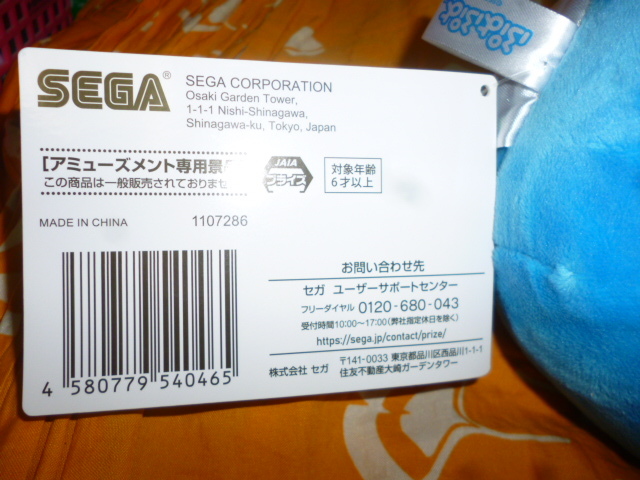 SEGA®
SEGA CORPORATION
Osaki Garden Tower,
1-1-1 Nishi-Shinagawa,
Shinagawa-ku, Tokyo, Japan
[アミューズメント専用景
この商品は一般販売されておりませ
JAIA
プライズ
対象年齢
6才以上
MADE IN CHINA 1107286
4 580779 540465
お問い合わせ先
セガ ユーザーサポートセンター
フリーダイヤル 0120-680-043
受付時間10:00~17:00(弊社指定休日を除く)
https://sega.jp/contact/prize/
株式会社 セガ 〒141-0033 東京都品川区西品川1-1-1
住友不動産大崎ガーデンタワー
ぷよぷよ